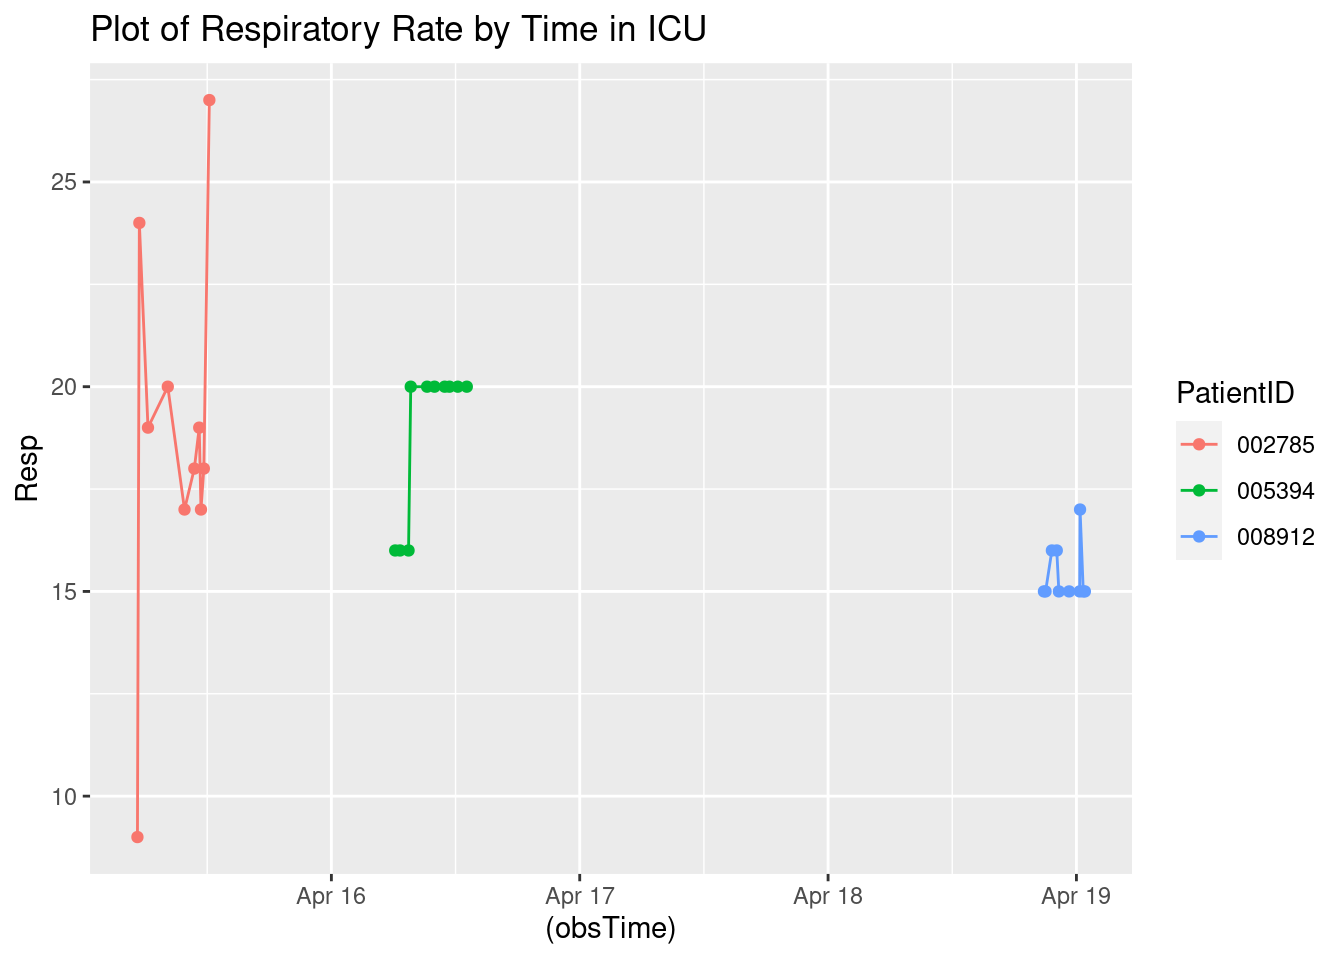 Plot of Respiratory Rate by Time in ICU
25
20
15
10
Resp
Apr 16
Apr 17
Apr 18
Apr 19
(obsTime)
PatientID
002785
005394
008912